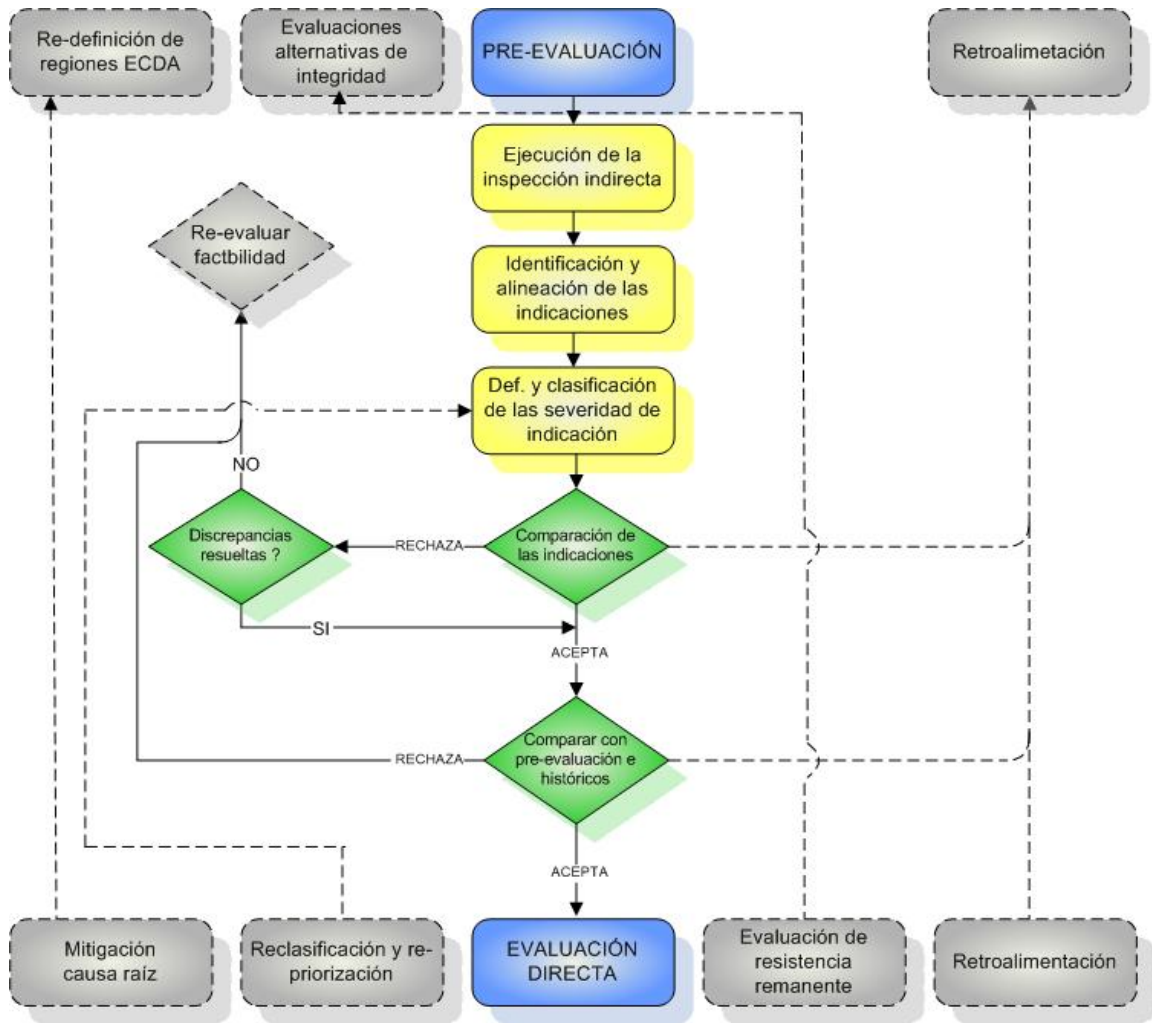 Re-definición de
regiones ECDA
Evaluaciones
alternativas de
integridad
PRE-EVALUACIÓN
Retroalimetación
Ejecución de la
inspección indirecta
Re-evaluar
factbilidad
Identificación y
alineación de las
indicaciones
Def. y clasificación
de las severidad de
indicación
NO
Discrepancias
resueltas ?
RECHAZA
Comparación de
las indicaciones
SI
ACEPTA
RECHAZA
Comparar con
pre-evaluación e
históricos
ACEPTA
Mitigación
causa raíz
Reclasificación y re-
priorización
EVALUACIÓN
DIRECTA
Evaluación de
resistencia
remanente
Retroalimentación